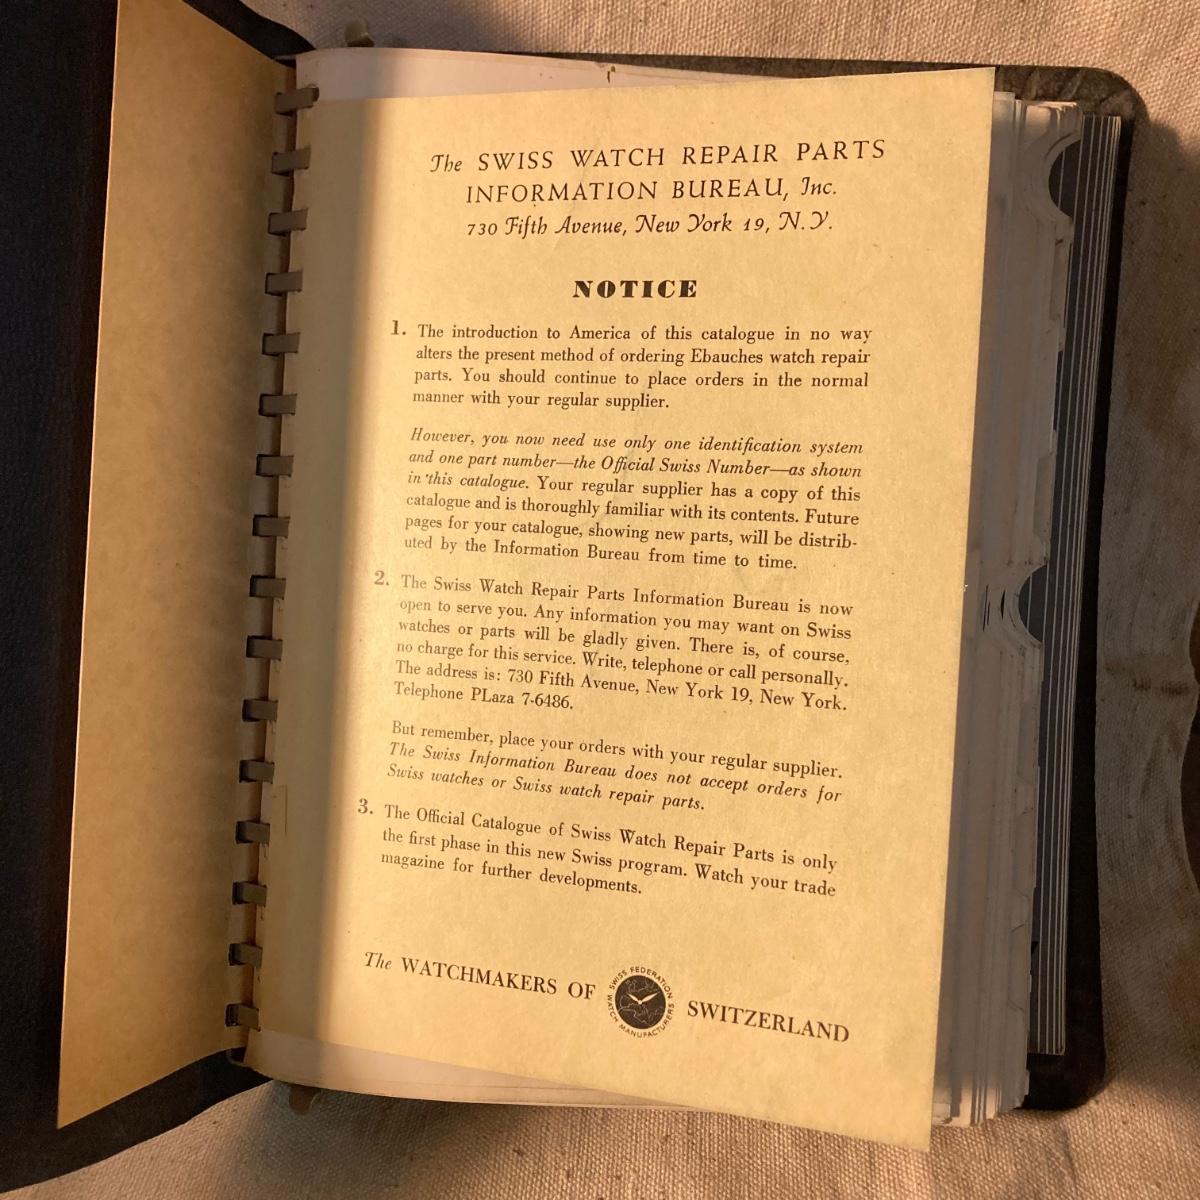 The SWISS WATCH REPAIR PARTS
INFORMATION BUREAU, Inc.
730 Fifth Avenue, New York 19, N.Y.
NOTICE
1. The introduction to America of this catalogue in no way
alters the present method of ordering Ebauches watch repair
parts. You should continue to place orders in the normal
manner with your regular supplier.
However, you now need use only one identification system
and one part number—the Official Swiss Number—as shown
in this catalogue. Your regular supplier has a copy of this
catalogue and is thoroughly familiar with its contents. Future
pages for your catalogue, showing new parts, will be distrib-
uted by the Information Bureau from time to time.
2. The Swiss Watch Repair Parts Information Bureau is now
open to serve you. Any information you may want on Swiss
watches or parts will be gladly given. There is, of course,
no charge for this service. Write, telephone or call personally.
The address is: 730 Fifth Avenue, New York 19, New York.
Telephone PLaza 7-6486.
But remember, place your orders with your regular supplier.
The Swiss Information Bureau does not accept orders for
Swiss watches or Swiss watch repair parts.
3. The Official Catalogue of Swiss Watch Repair Parts is only
the first phase in this new Swiss program. Watch your trade
magazine for further developments.
The WATCHMAKERS OF SWITZERLAND
SWISS FEDERATION WATCH MANUFACTURERS